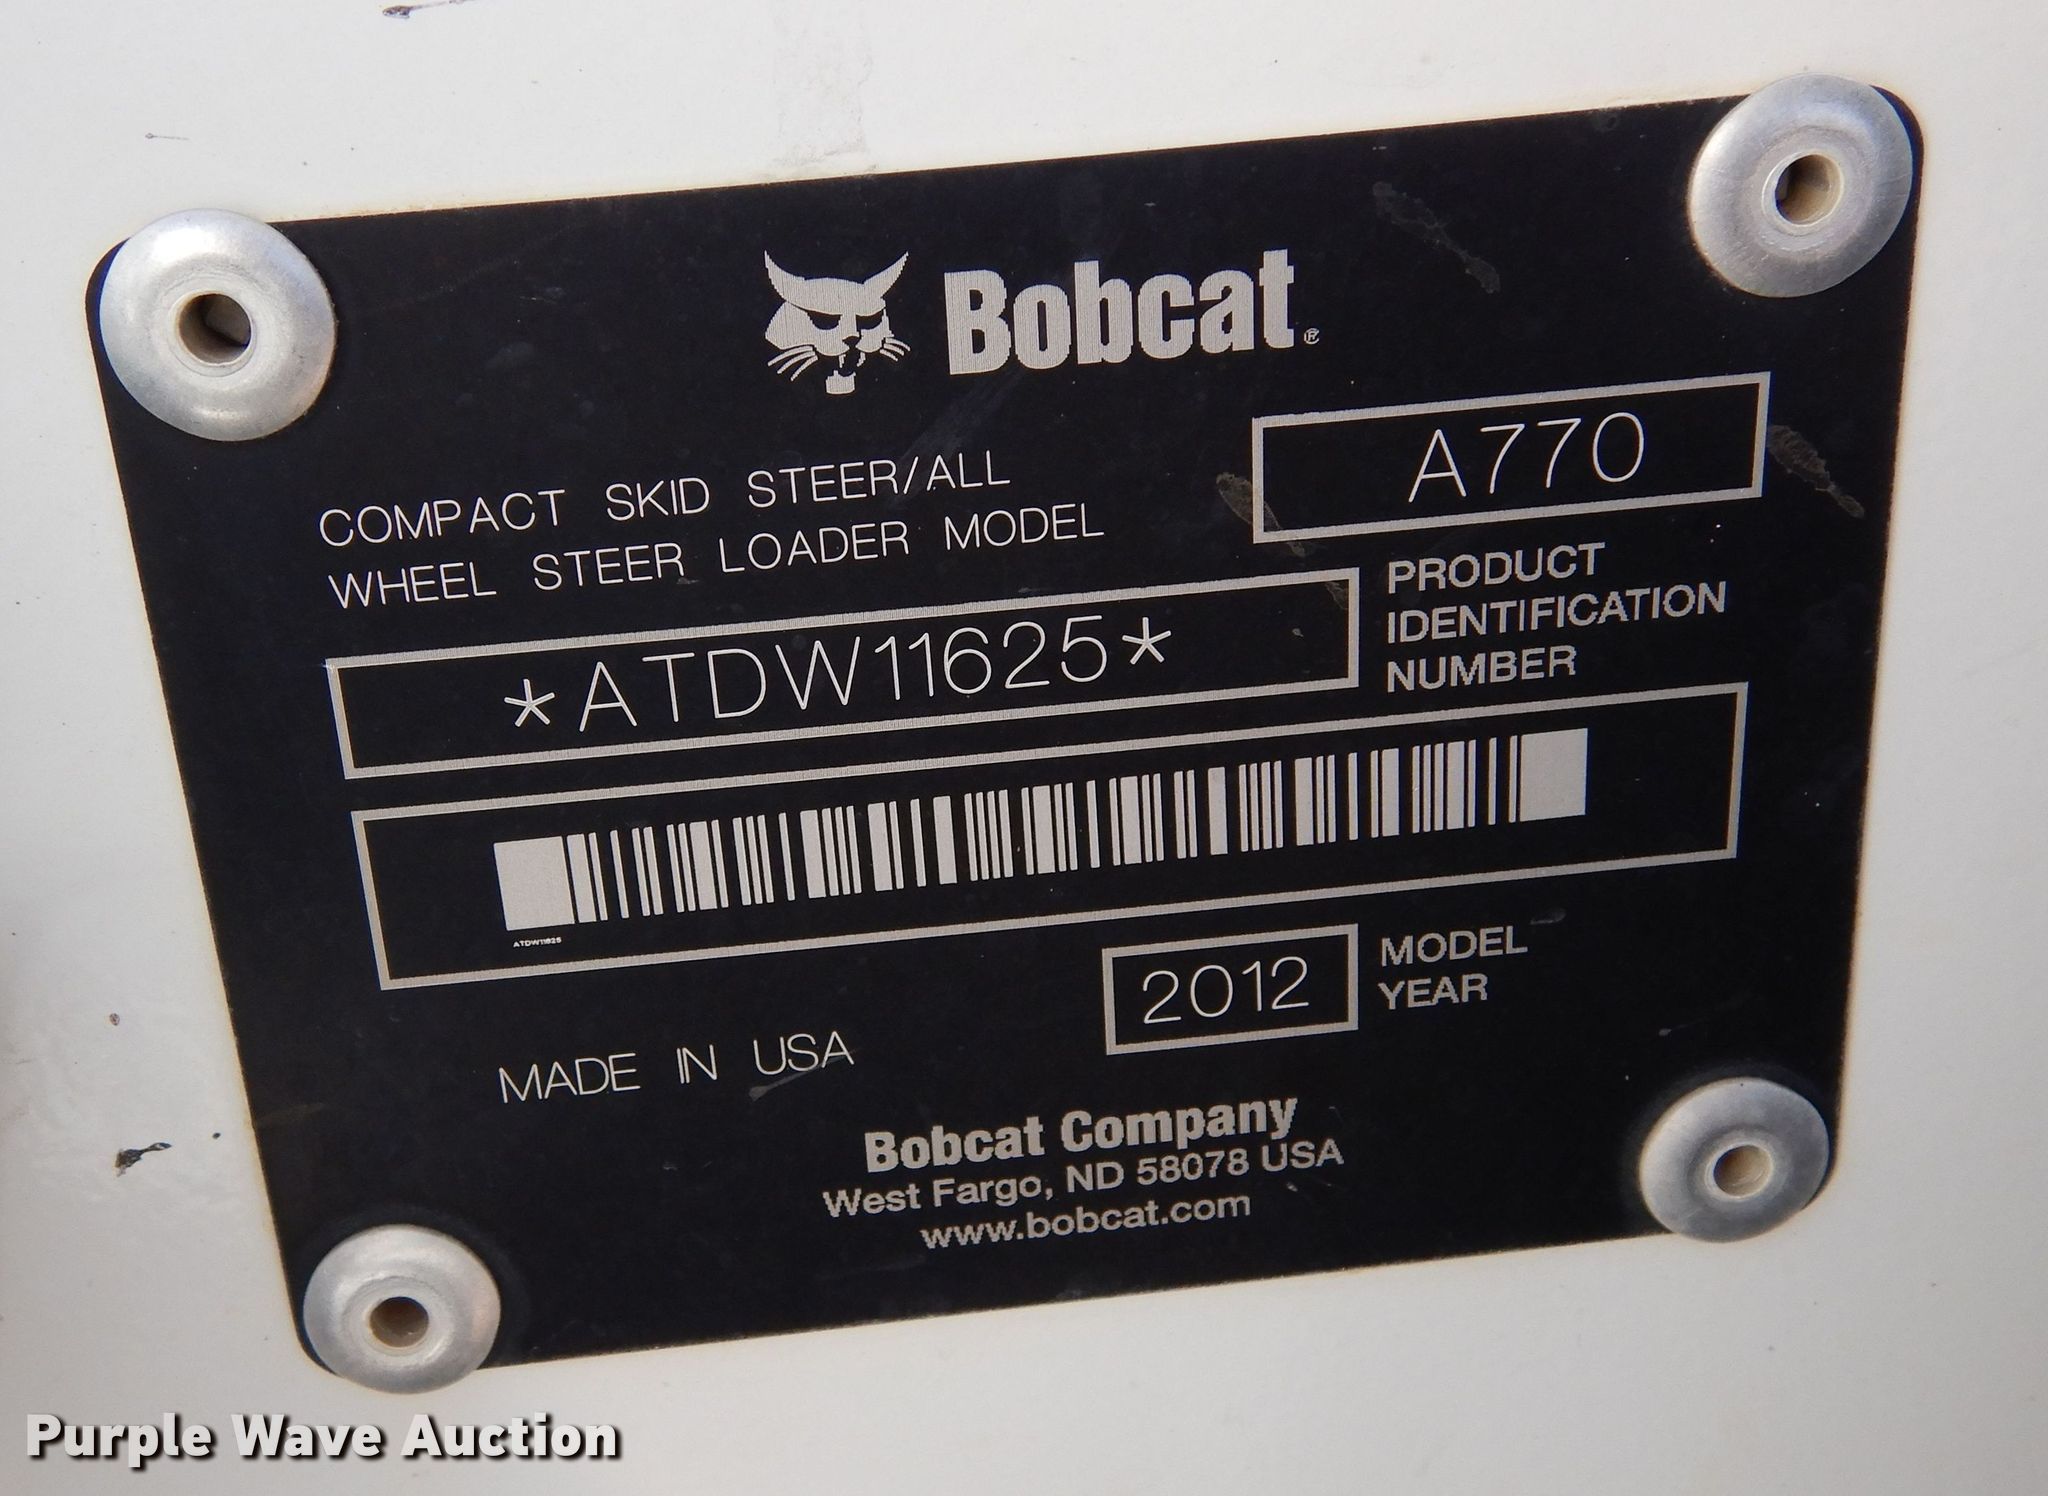 Bobcat®
A770
COMPACT SKID STEER/ALL
WHEEL STEER LOADER MODEL
*ATDW11625*
PRODUCT
IDENTIFICATION
NUMBER
ATDW11625
2012
MODEL
YEAR
MADE IN USA
Bobcat Company
West Fargo, ND 58078 USA
www.bobcat.com
Purple Wave Auction